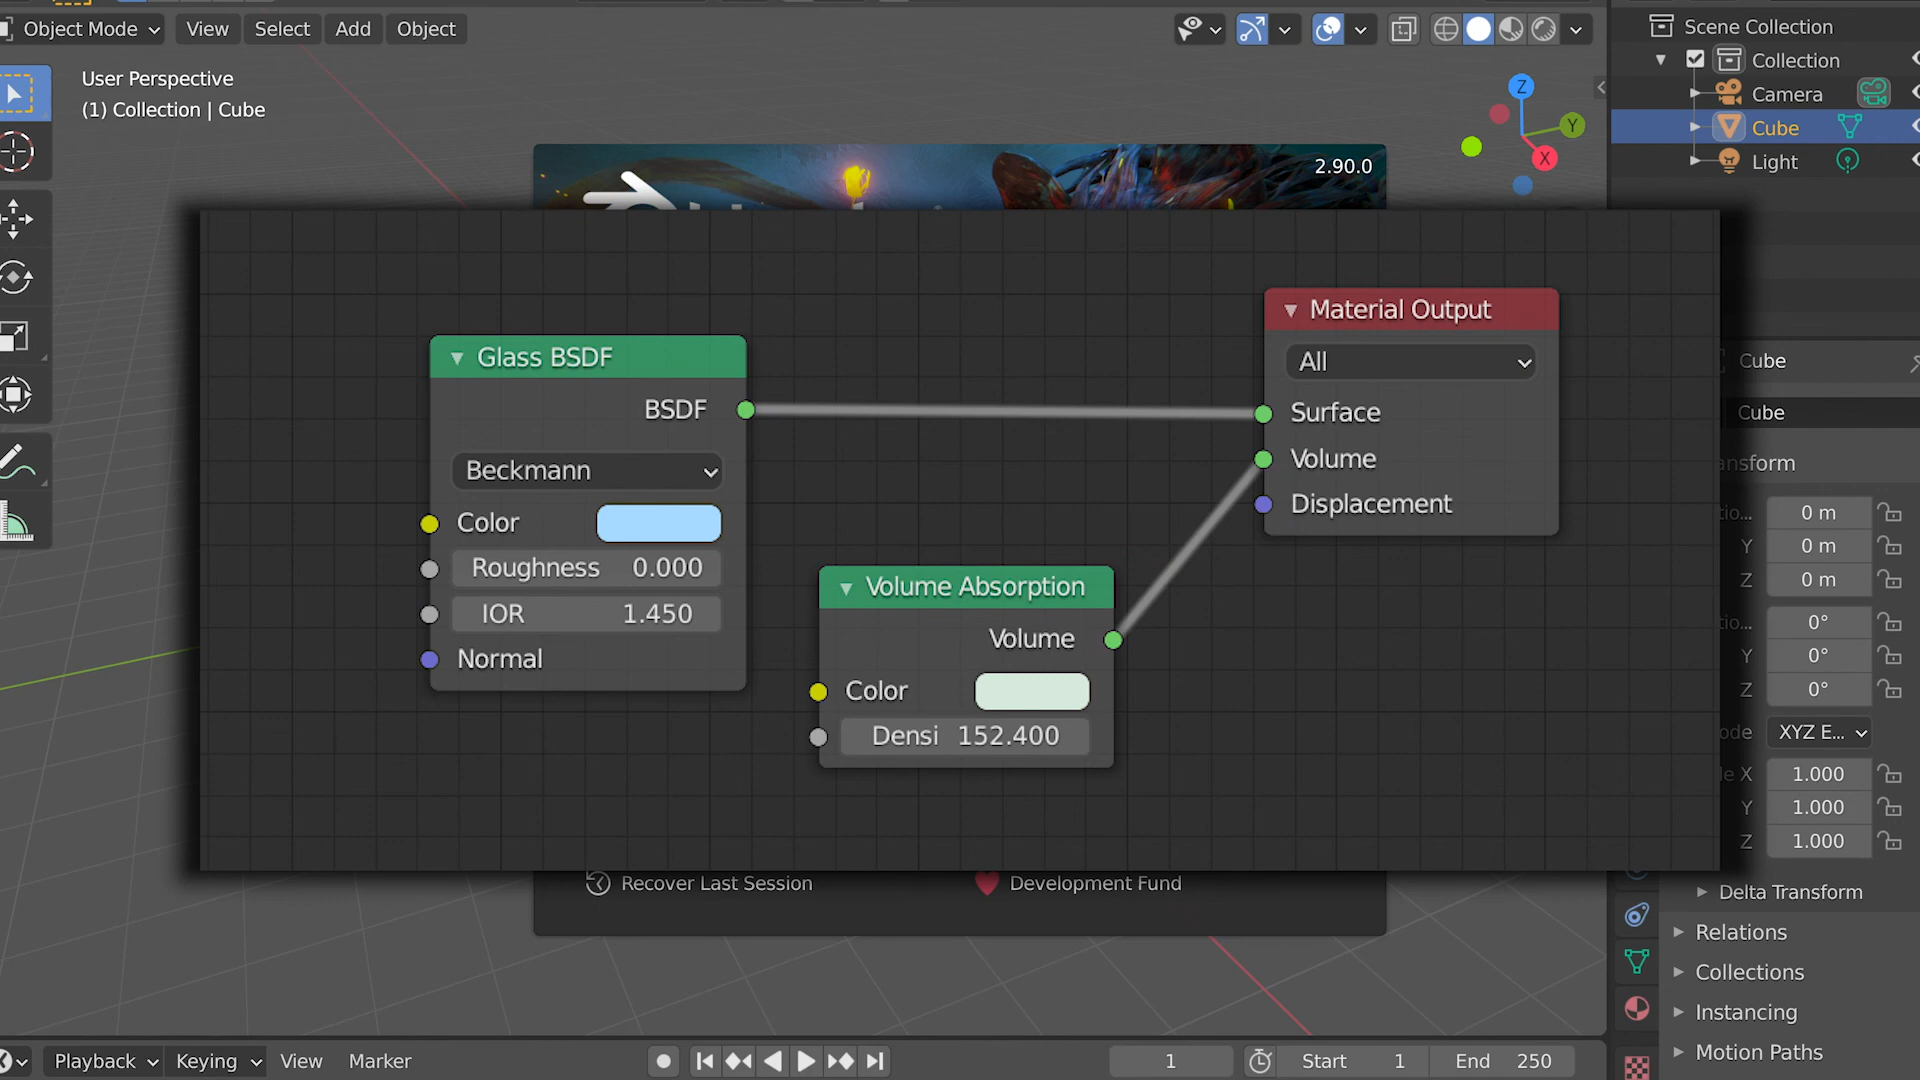 Object Mode View Select Add Object
User Perspective
(1) Collection | Cube
Z
Y
X
Scene Collection
Collection
Camera
Cube
Light
2.90.0
Glass BSDF
BSDF
Beckmann
Color
Roughness 0.000
IOR 1.450
Normal
Volume Absorption
Volume
Color
Densi 152.400
Material Output
All
Surface
Volume
Displacement
Cube
Cube
ansform
0 m
Y 0 m
Z 0 m
0°
Y 0°
Z 0°
ode XYZ E...
le X 1.000
Y 1.000
Z 1.000
Delta Transform
Relations
Collections
Instancing
Motion Paths
Recover Last Session Development Fund
Playback Keying View Marker 1 Start 1 End 250